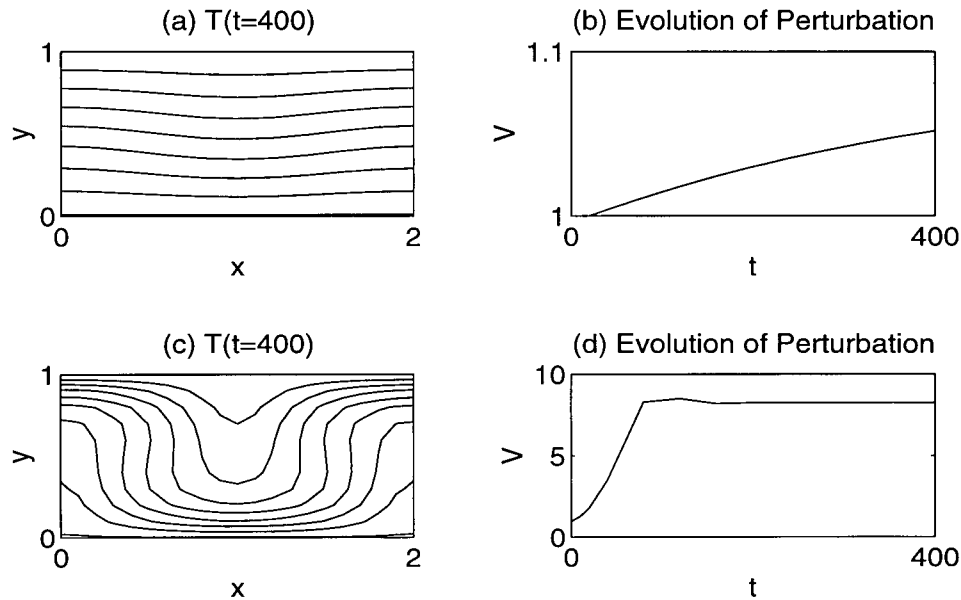 (a) T(t=400)
(b) Evolution of Perturbation
1
y
0
0
2
x
1.1
V
1
0
400
t
(c) T(t=400)
(d) Evolution of Perturbation
1
y
0
0
2
x
10
V
5
0
0
400
t